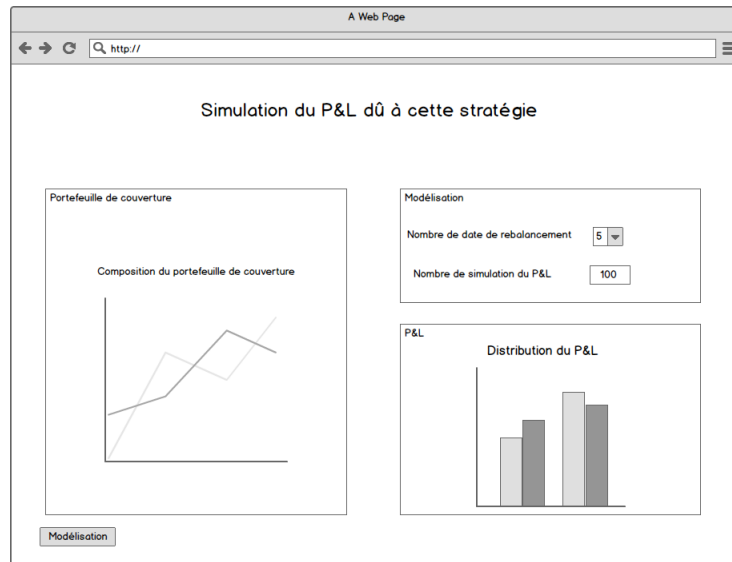 A Web Page
http://
Simulation du P&L dû à cette stratégie
Portefeuille de couverture
Composition du portefeuille de couverture
Modélisation
Nombre de date de rebalancement 5
Nombre de simulation du P&L 100
P&L
Distribution du P&L
Modélisation